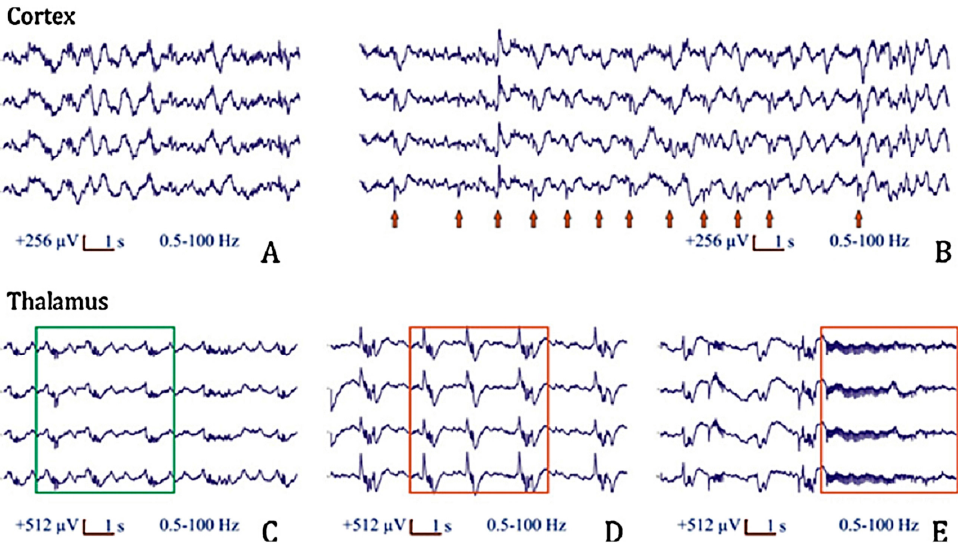 Cortex
+256 µV 1 s 0.5-100 Hz A
+256 µV 1 s 0.5-100 Hz B
Thalamus
+512 µV 1 s 0.5-100 Hz C
+512 µV 1 s 0.5-100 Hz D
+512 µV 1 s 0.5-100 Hz E